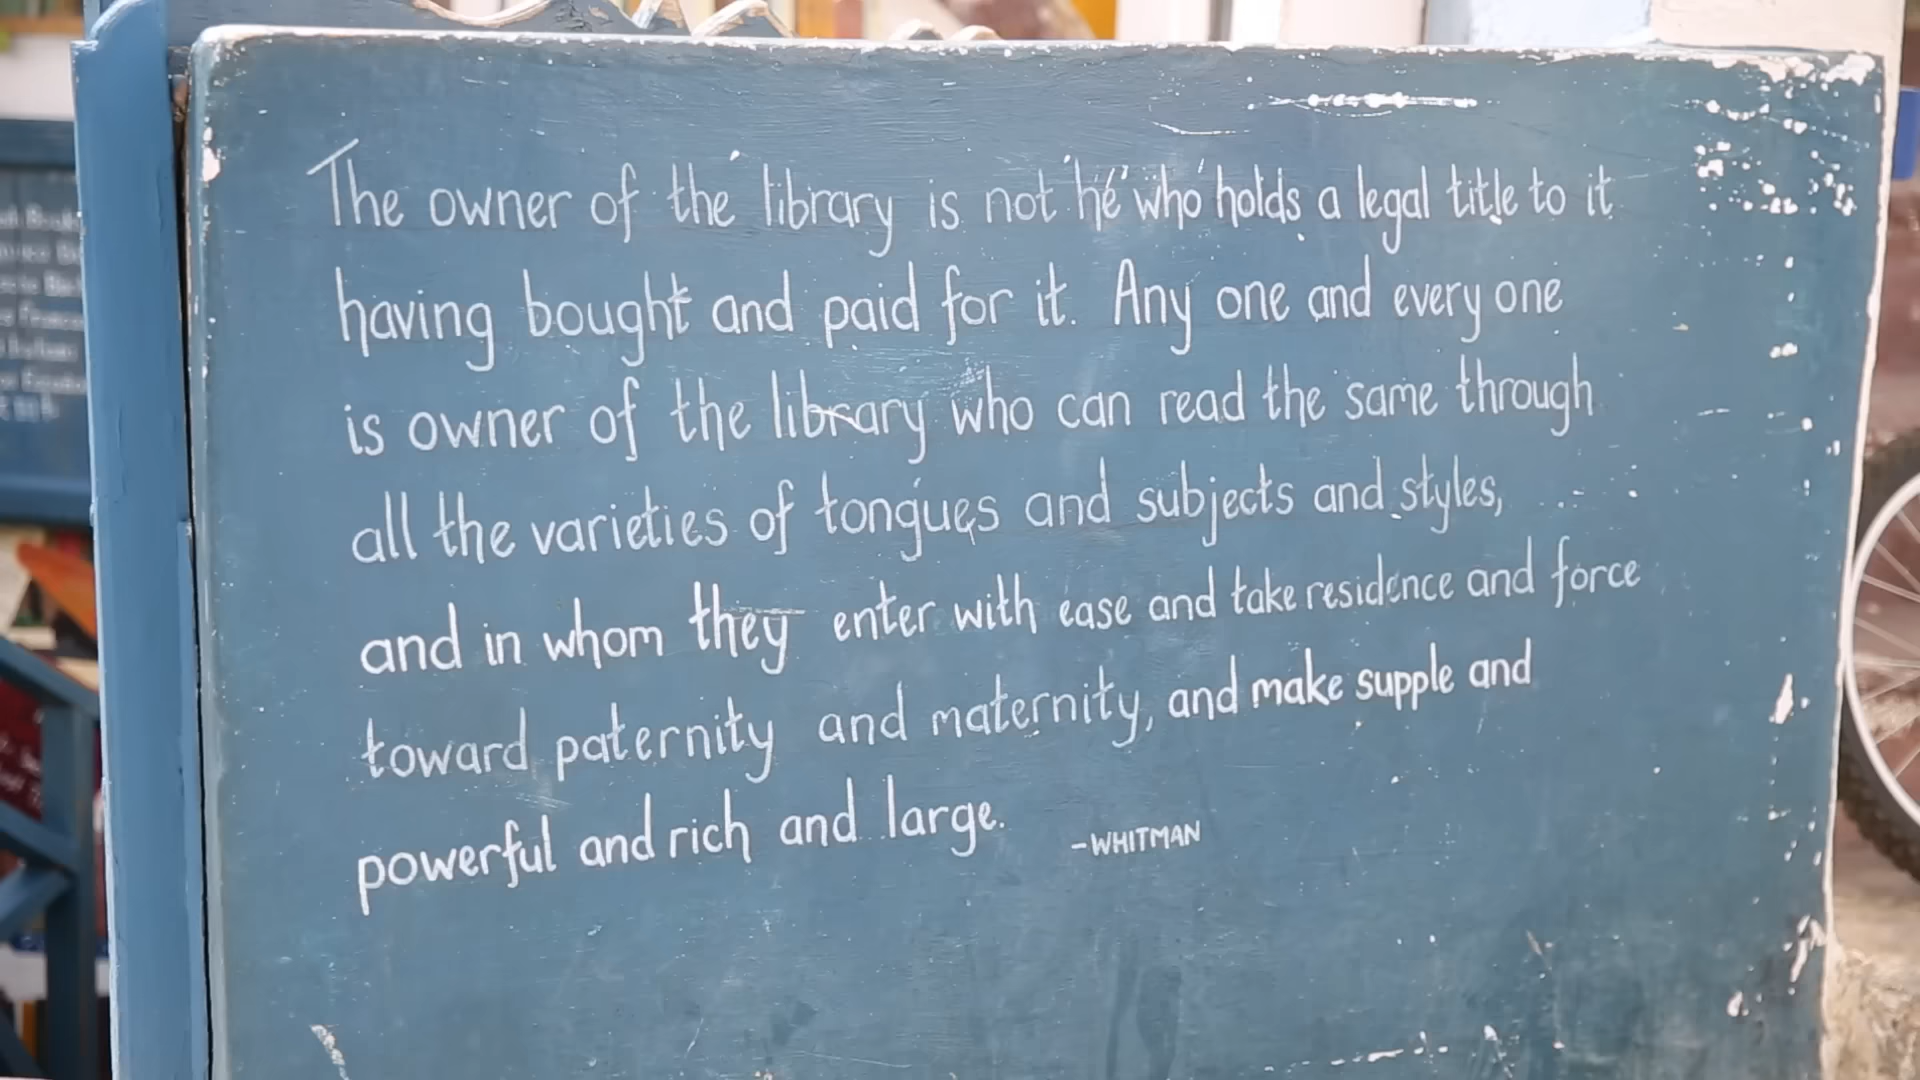 The owner of the library is not he who holds a legal title to it
having bought and paid for it. Any one and every one
is owner of the library who can read the same through
all the varieties of tongues and subjects and styles,
and in whom they enter with ease and take residence and force
toward paternity and maternity, and make supple and
powerful and rich and large.
-WHITMAN